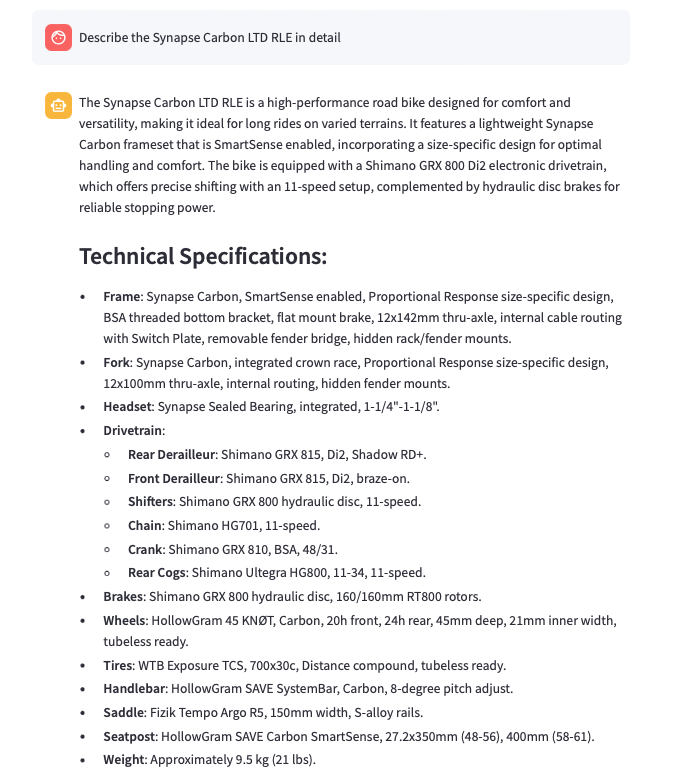 Describe the Synapse Carbon LTD RLE in detail
The Synapse Carbon LTD RLE is a high-performance road bike designed for comfort and
versatility, making it ideal for long rides on varied terrains. It features a lightweight Synapse
Carbon frameset that is SmartSense enabled, incorporating a size-specific design for optimal
handling and comfort. The bike is equipped with a Shimano GRX 800 Di2 electronic drivetrain,
which offers precise shifting with an 11-speed setup, complemented by hydraulic disc brakes for
reliable stopping power.
Technical Specifications:
• Frame: Synapse Carbon, SmartSense enabled, Proportional Response size-specific design,
BSA threaded bottom bracket, flat mount brake, 12x142mm thru-axle, internal cable routing
with Switch Plate, removable fender bridge, hidden rack/fender mounts.
• Fork: Synapse Carbon, integrated crown race, Proportional Response size-specific design,
12x100mm thru-axle, internal routing, hidden fender mounts.
• Headset: Synapse Sealed Bearing, integrated, 1-1/4"-1-1/8".
• Drivetrain:
◦ Rear Derailleur: Shimano GRX 815, Di2, Shadow RD+.
◦ Front Derailleur: Shimano GRX 815, Di2, braze-on.
◦ Shifters: Shimano GRX 800 hydraulic disc, 11-speed.
◦ Chain: Shimano HG701, 11-speed.
◦ Crank: Shimano GRX 810, BSA, 48/31.
◦ Rear Cogs: Shimano Ultegra HG800, 11-34, 11-speed.
• Brakes: Shimano GRX 800 hydraulic disc, 160/160mm RT800 rotors.
• Wheels: HollowGram 45 KNØT, Carbon, 20h front, 24h rear, 45mm deep, 21mm inner width,
tubeless ready.
• Tires: WTB Exposure TCS, 700x30c, Distance compound, tubeless ready.
• Handlebar: HollowGram SAVE SystemBar, Carbon, 8-degree pitch adjust.
• Saddle: Fizik Tempo Argo R5, 150mm width, S-alloy rails.
• Seatpost: HollowGram SAVE Carbon SmartSense, 27.2x350mm (48-56), 400mm (58-61).
• Weight: Approximately 9.5 kg (21 lbs).